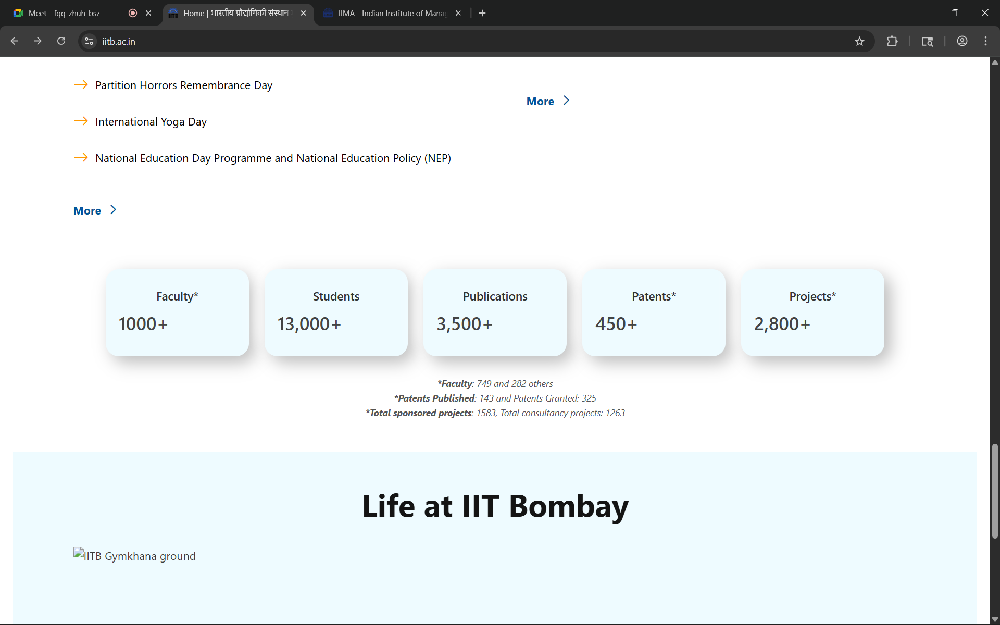 Meet - fqq-zhuh-bsz
Home | भारतीय प्रौद्योगिकी संस्थान
IIMA - Indian Institute of Manag
iitb.ac.in
Partition Horrors Remembrance Day
International Yoga Day
National Education Day Programme and National Education Policy (NEP)
More
More
Faculty*
1000+
Students
13,000+
Publications
3,500+
Patents*
450+
Projects*
2,800+
*Faculty: 749 and 282 others
*Patents Published: 143 and Patents Granted: 325
*Total sponsored projects: 1583, Total consultancy projects: 1263
Life at IIT Bombay
IITB Gymkhana ground